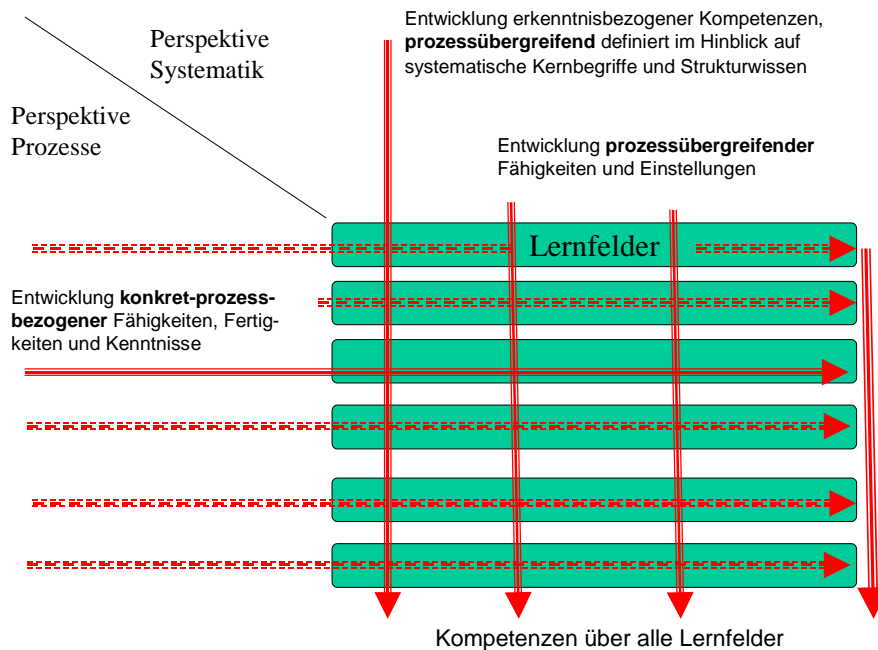 Perspektive
Systematik
Perspektive
Prozesse
Entwicklung erkenntnisbezogener Kompetenzen,
prozessübergreifend definiert im Hinblick auf
systematische Kernbegriffe und Strukturwissen
Entwicklung prozessübergreifender
Fähigkeiten und Einstellungen
Lernfelder
Entwicklung konkret-prozess-
bezogener Fähigkeiten, Fertig-
keiten und Kenntnisse
Kompetenzen über alle Lernfelder